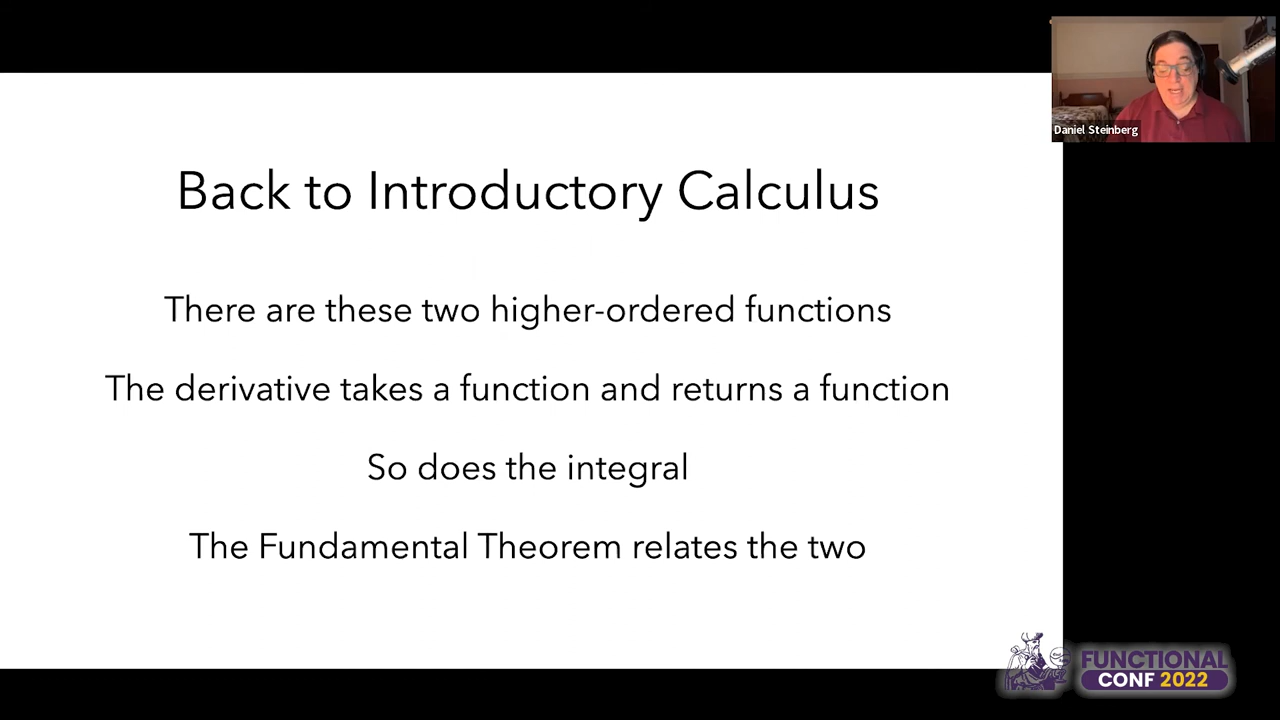 Daniel Steinberg
Back to Introductory Calculus
There are these two higher-ordered functions
The derivative takes a function and returns a function
So does the integral
The Fundamental Theorem relates the two
FUNCTIONAL
CONF 2022